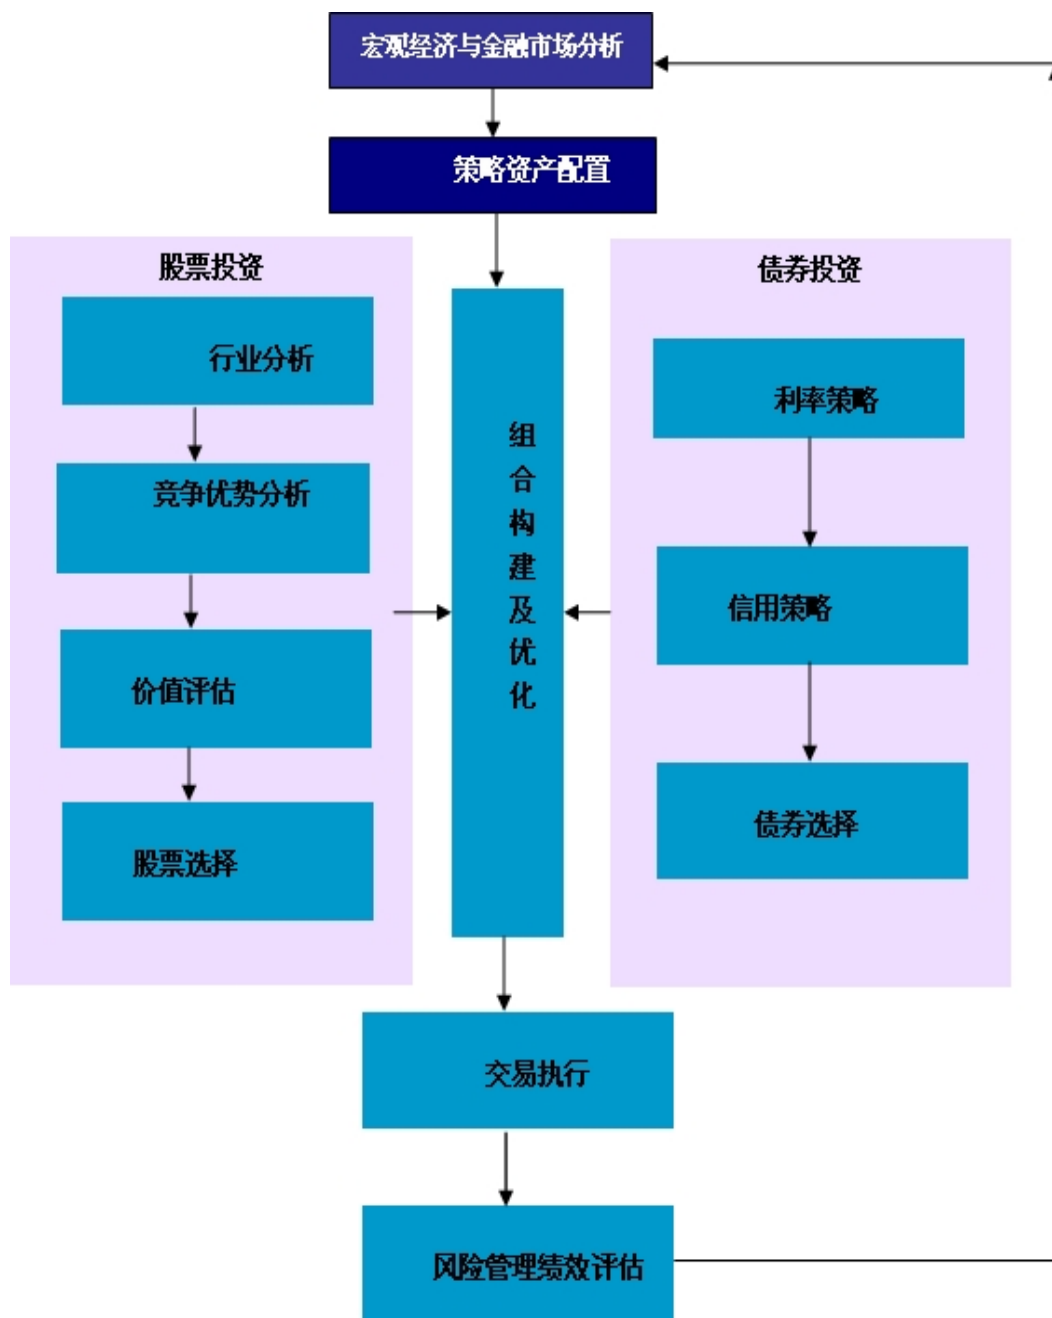 宏观经济与金融市场分析
策略资产配置
股票投资
行业分析
竞争优势分析
价值评估
股票选择
组合构建及优化
债券投资
利率策略
信用策略
债券选择
交易执行
风险管理绩效评估